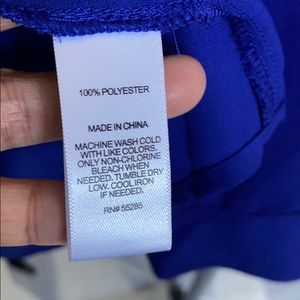 100% POLYESTER
MADE IN CHINA
MACHINE WASH COLD
WITH LIKE COLORS.
ONLY NON-CHLORINE
BLEACH WHEN
NEEDED. TUMBLE DRY
LOW. COOL IRON
IF NEEDED.
RN# 55285